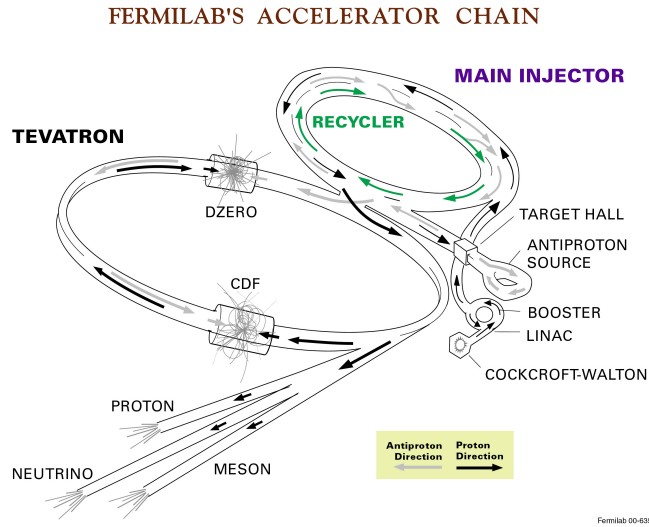 FERMILAB'S ACCELERATOR CHAIN
MAIN INJECTOR
RECYCLER
TEVATRON
DZERO
TARGET HALL
ANTIPROTON
SOURCE
CDF
BOOSTER
LINAC
COCKCROFT-WALTON
PROTON
NEUTRINO
MESON
Antiproton
Direction
Proton
Direction